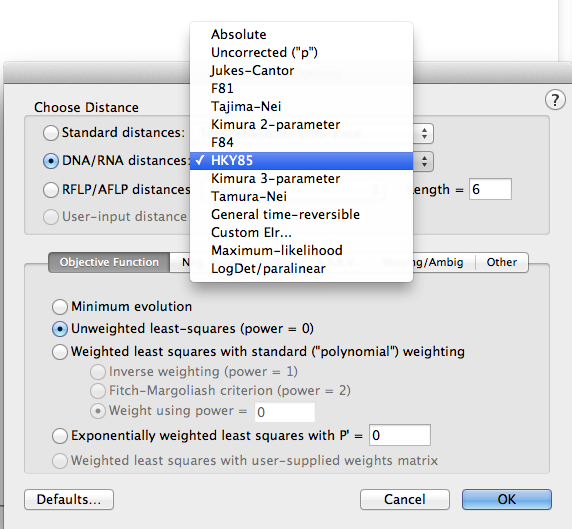 Absolute
Uncorrected ("p")
Jukes-Cantor
F81
Tajima-Nei
Kimura 2-parameter
F84
✓ HKY85
Kimura 3-parameter
Tamura-Nei
General time-reversible
Custom Elr...
Maximum-likelihood
LogDet/paralinear
?
Choose Distance
Standard distances:
DNA/RNA distances:
RFLP/AFLP distances
length = 6
User-input distance
Objective Function
/Ambig
Other
Minimum evolution
Unweighted least-squares (power = 0)
Weighted least squares with standard ("polynomial") weighting
Inverse weighting (power = 1)
Fitch-Margoliash criterion (power = 2)
Weight using power = 0
Exponentially weighted least squares with P' = 0
Weighted least squares with user-supplied weights matrix
Defaults...
Cancel
OK